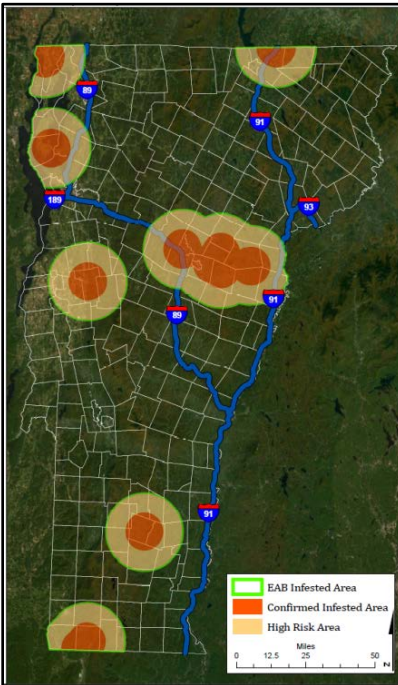 89
91
89
189
93
91
89
91
EAB Infested Area
Confirmed Infested Area
High Risk Area
Miles
0 12.5 25 50
N